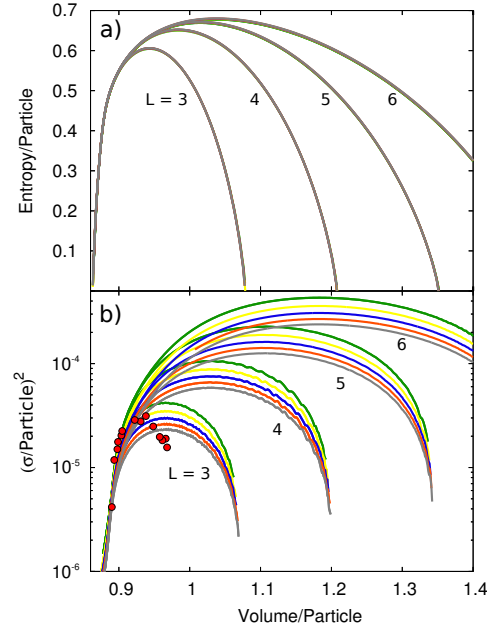 a)
Entropy/Particle
0.7
0.6
0.5
0.4
0.3
0.2
0.1
L = 3
4
5
6
b)
(σ/Particle)²
10⁻⁴
10⁻⁵
10⁻⁶
L = 3
4
5
6
0.9 1 1.1 1.2 1.3 1.4
Volume/Particle